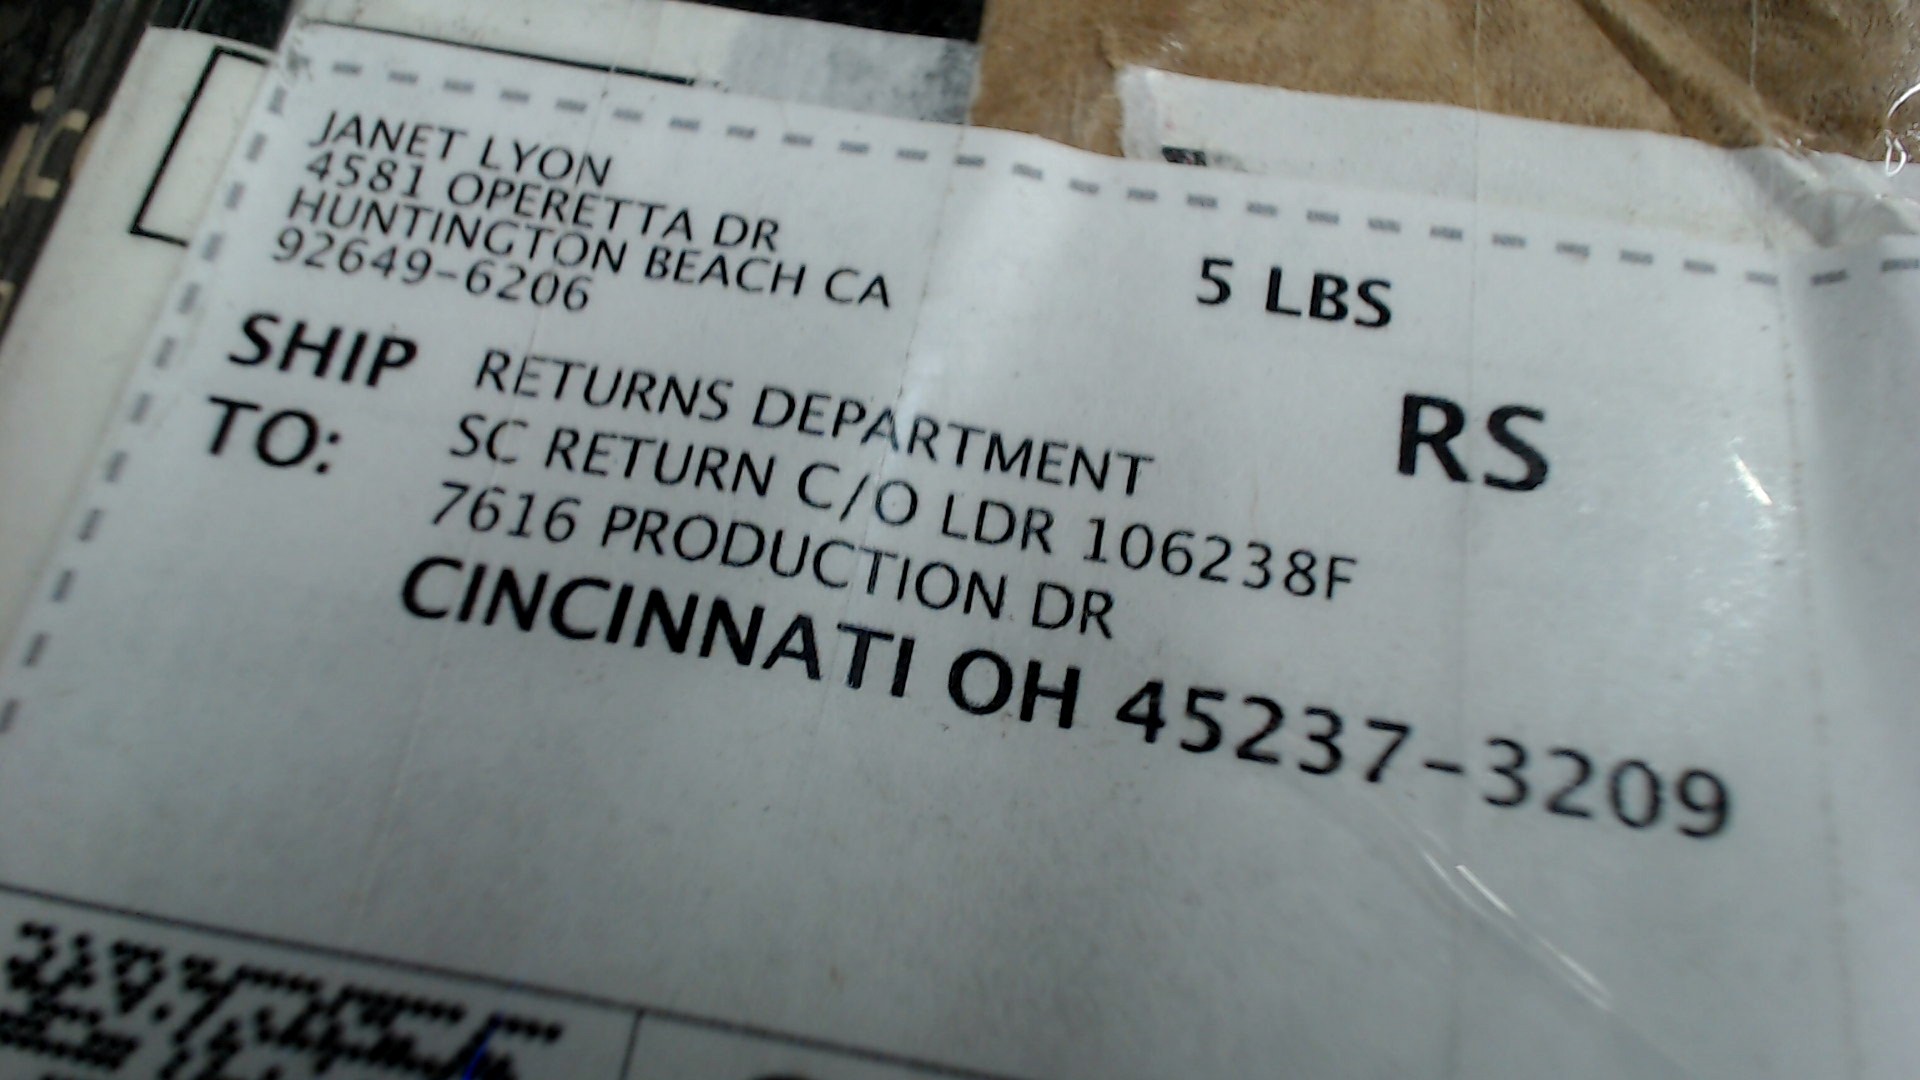 JANET LYON
4581 OPERETTA DR
HUNTINGTON BEACH CA
92649-6206
5 LBS
RS
SHIP
TO:
RETURNS DEPARTMENT
SC RETURN C/O LDR 106238F
7616 PRODUCTION DR
CINCINNATI OH 45237-3209